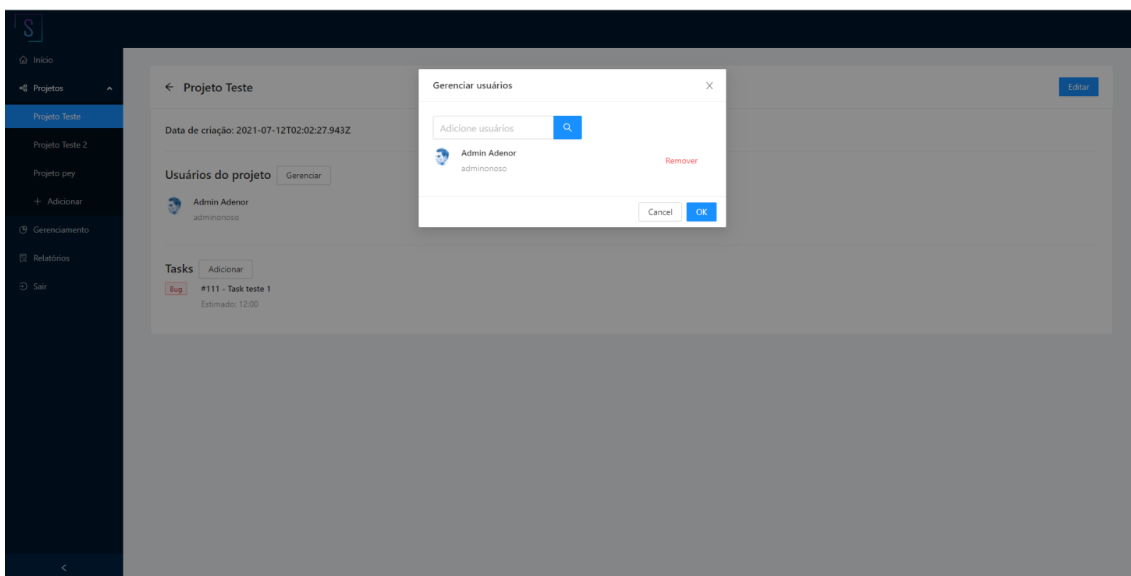 S
Início
Projetos
Projeto Teste
Projeto Teste 2
Projeto pey
+ Adicionar
Gerenciamento
Relatórios
Sair
Projeto Teste
Editar
Data de criação: 2021-07-12T02:02:27.943Z
Usuários do projeto Gerenciar
Admin Adenor
adminonoso
Tasks Adicionar
Bug #111 - Task teste 1
Estimado: 12:00
Gerenciar usuários
Adicione usuários
Admin Adenor
adminonoso
Remover
Cancel OK